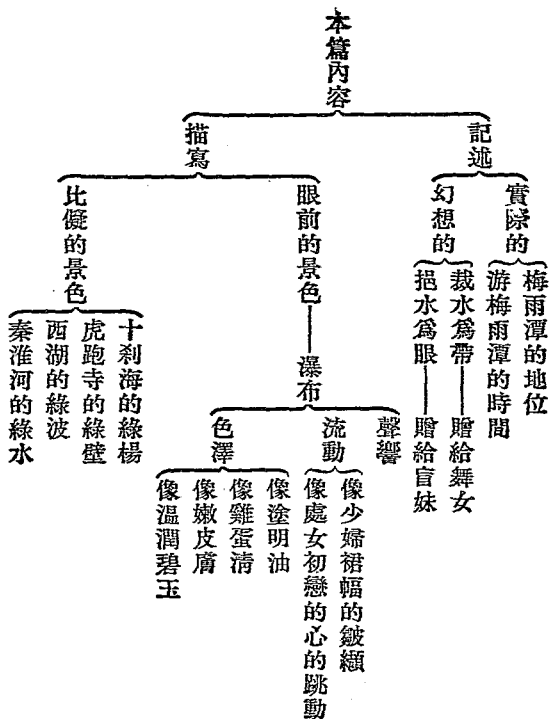 本篇內容
記述
實際的
梅雨潭的地位
游梅雨潭的時間
幻想的
裁水爲帶
贈給舞女
挹水爲眼
贈給盲妹
描寫
眼前的景色
瀑布
聲響
流動
像少婦裙幅的皺纈
像處女初戀的心的跳動
色澤
像塗明油
像雞蛋清
像嫩皮膚
像溫潤碧玉
比儗的景色
十刹海的綠楊
虎跑寺的綠壁
西湖的綠波
秦淮河的綠水